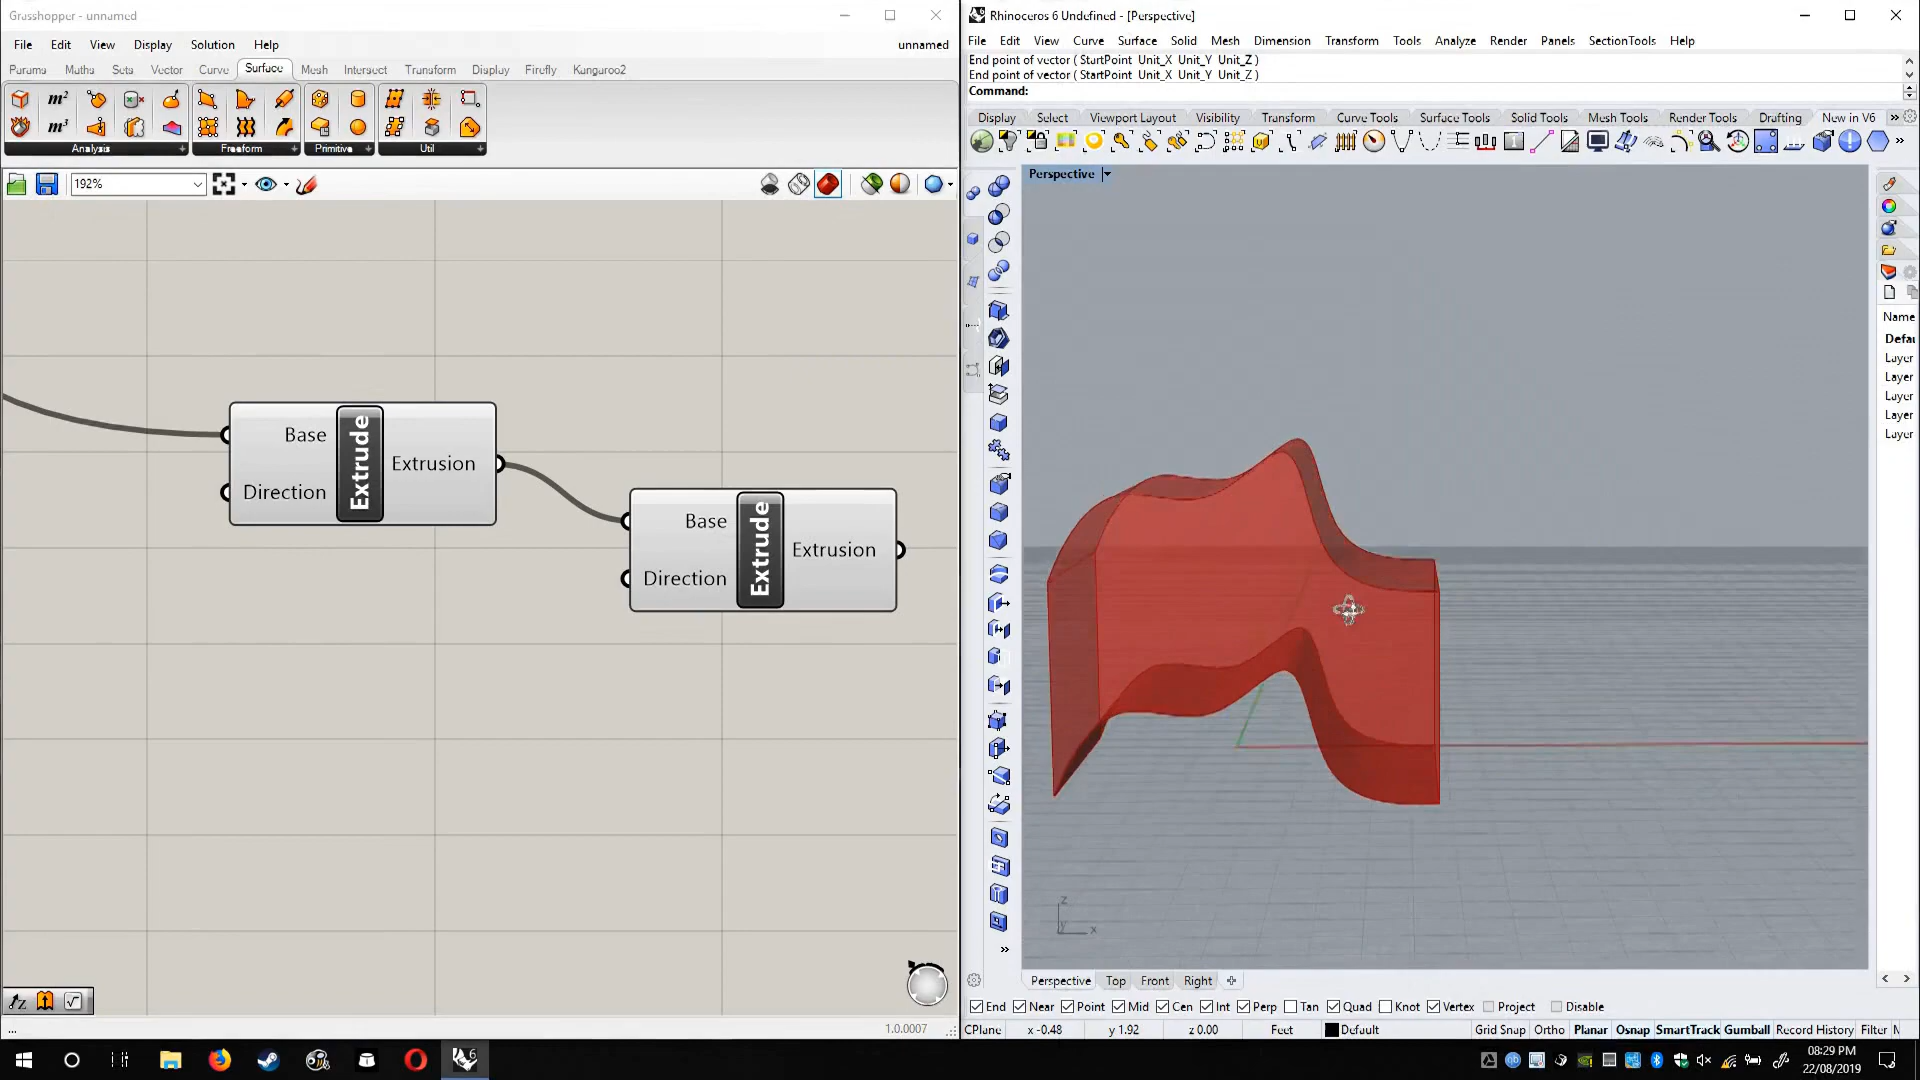 Grasshopper - unnamed
File Edit View Display Solution Help
unnamed
Params Maths Sets Vector Curve Surface Mesh Intersect Transform Display Firefly Kangaroo2
m²
m³
Analysis Freeform Primitive Util
192%
Base
Direction
Extrude
Extrusion
Base
Direction
Extrude
Extrusion
...
1.0.0007
Rhinoceros 6 Undefined - [Perspective]
File Edit View Curve Surface Solid Mesh Dimension Transform Tools Analyze Render Panels SectionTools Help
End point of vector ( StartPoint Unit_X Unit_Y Unit_Z )
End point of vector ( StartPoint Unit_X Unit_Y Unit_Z )
Command:
Display Select Viewport Layout Visibility Transform Curve Tools Surface Tools Solid Tools Mesh Tools Render Tools Drafting New in V6
Perspective
Name
Defau
Layer
Layer
Layer
Layer
Layer
z
y
x
Perspective Top Front Right
End Near Point Mid Cen Int Perp Tan Quad Knot Vertex Project Disable
CPlane x -0.48 y 1.92 z 0.00 Feet Default Grid Snap Ortho Planar Osnap SmartTrack Gumball Record History Filter
08:29 PM
22/08/2019